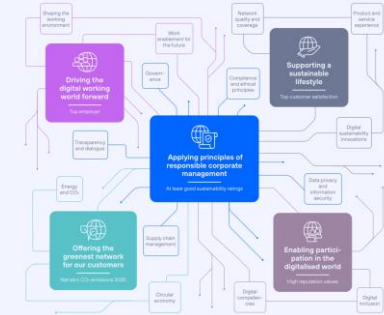 Shaping the
working
environment
Work
enablement for
the future
Network
quality and
coverage
Product and
service
experience
Driving the
digital working
world forward
Top employer
Govern-
ance
Compliance
and ethical
principles
Supporting a
sustainable
lifestyle
Top customer satisfaction
Transparency
and dialogue
Applying principles of
responsible corporate
management
At least good sustainability ratings
Digital
sustainability
innovations
Energy
and CO₂
Data privacy
and
information
security
Offering the
greenest network
for our customers
Net-zero CO₂ emissions
Supply chain
management
Enabling partici-
pation in the
digitalised world
High reputation values
Circular
economy
Digital
competen-
cies
Digital
inclusion